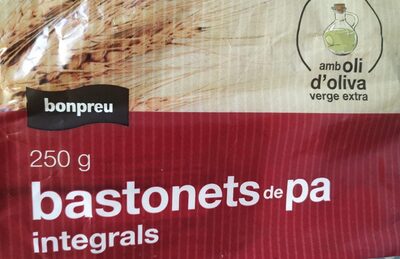 amb oli
d'oliva
verge extra
bonpreu
250 g
bastonets de pa
integrals